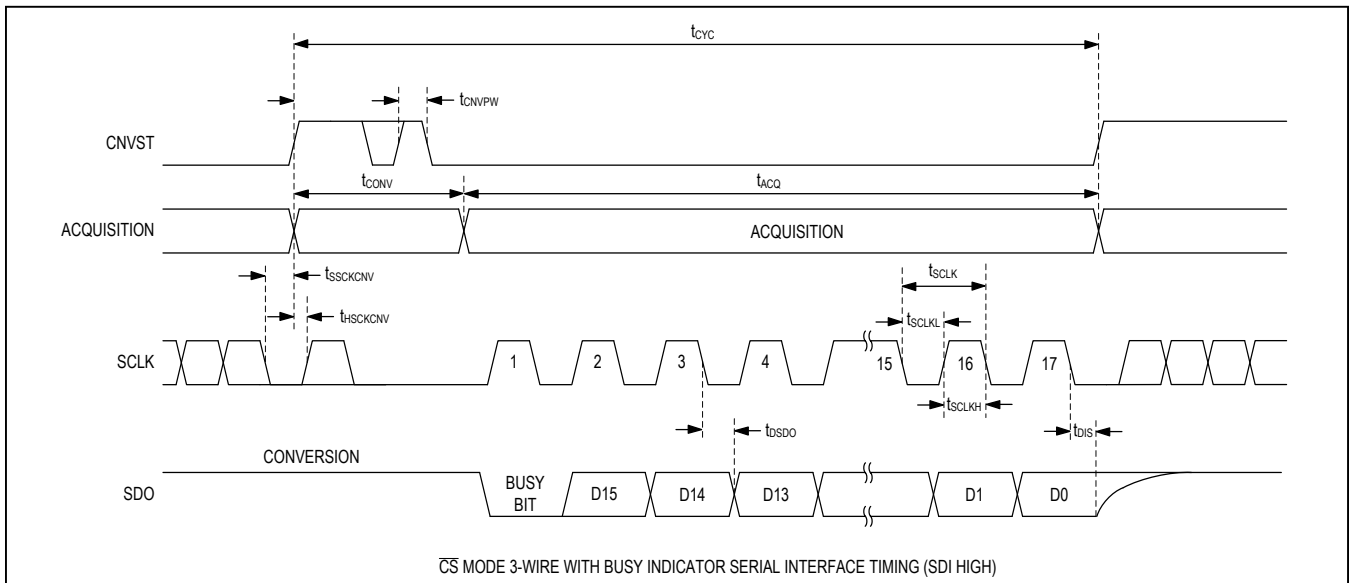 tCYC
tCNVPW
CNVST
tCONV
tACQ
ACQUISITION
ACQUISITION
tSSCKCNV
tSCLK
tHSCKCNV
tSCLKL
SCLK
1 2 3 4 15 16 17
tSCLKH
tDSDO
tDIS
CONVERSION
SDO
BUSY
BIT
D15 D14 D13 D1 D0
CS MODE 3-WIRE WITH BUSY INDICATOR SERIAL INTERFACE TIMING (SDI HIGH)